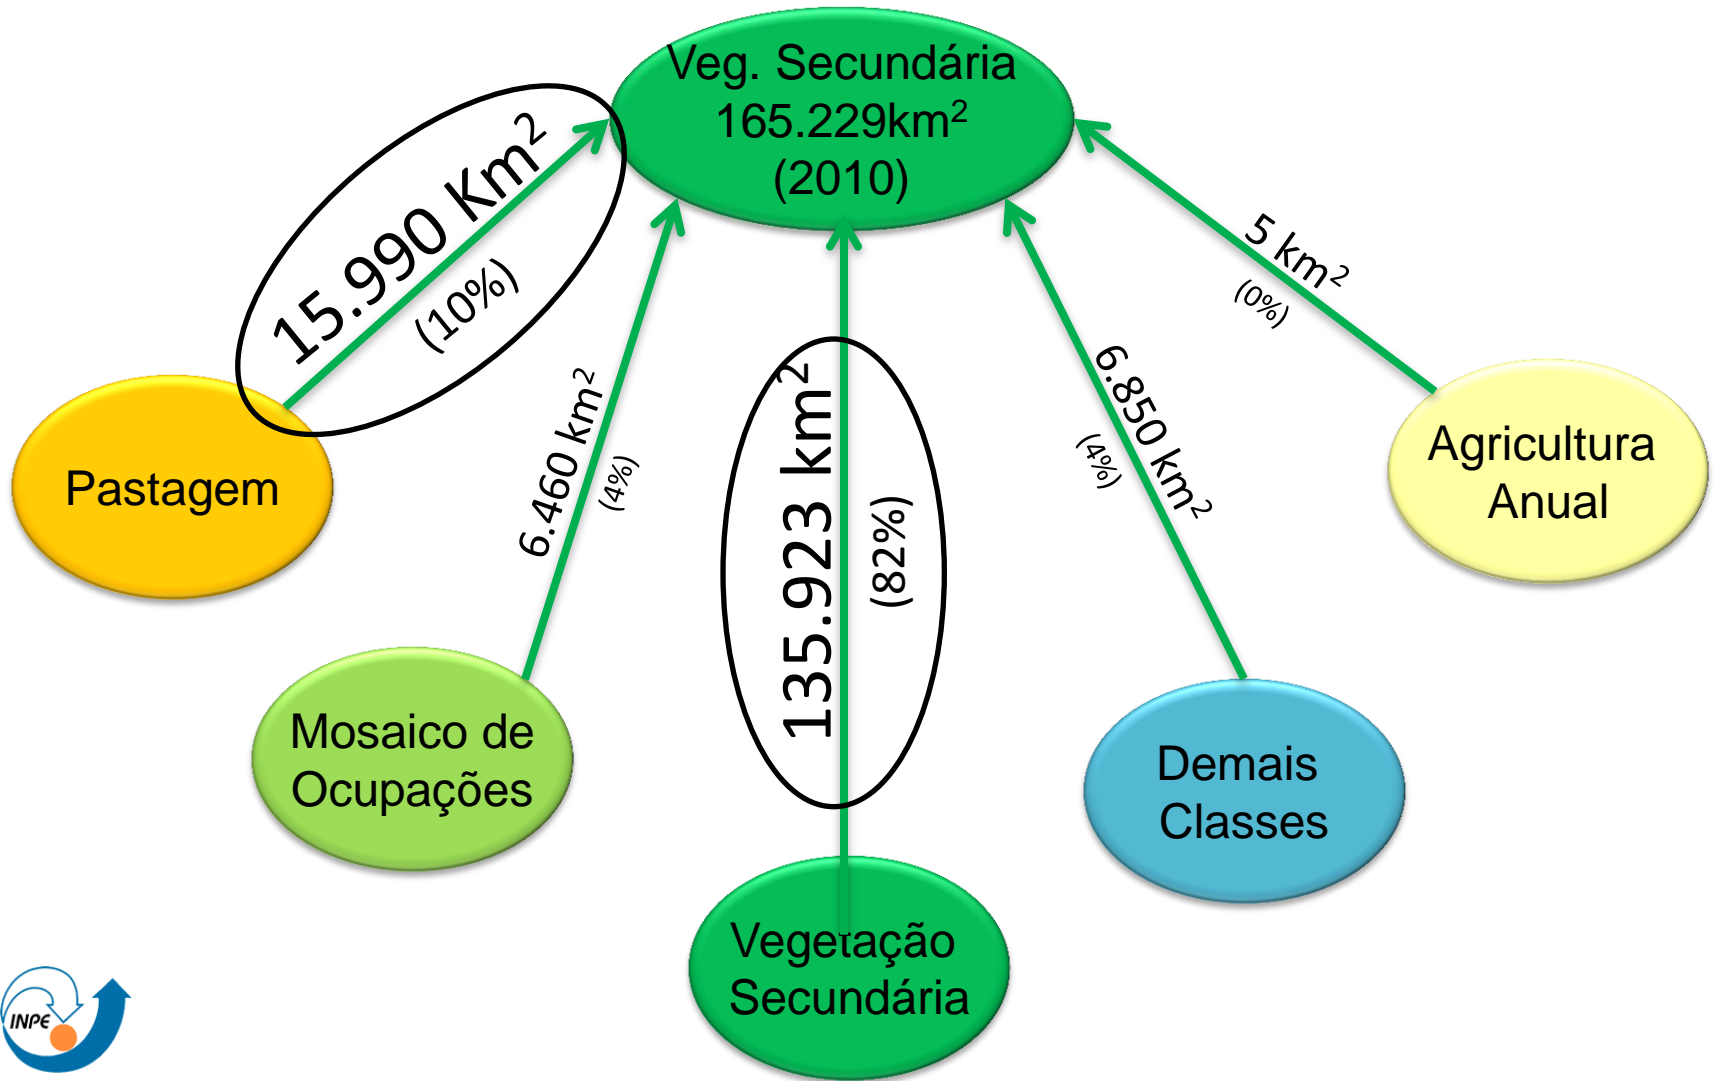 Veg. Secundária
165.229km²
(2010)
15.990 Km²
(10%)
6.460 km²
(4%)
135.923 km²
(82%)
6.850 km²
(4%)
5 km²
(0%)
Pastagem
Mosaico de
Ocupações
Vegetação
Secundária
Demais
Classes
Agricultura
Anual
INPE